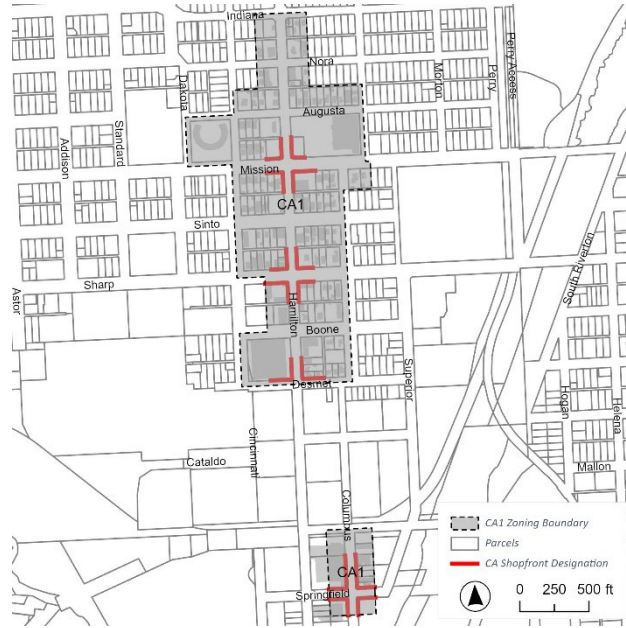 Indiana
Nora
Dakota
Morton
Perry
Perry Access
Augusta
Addison
Standard
Mission
CA1
Sinto
South Riverton
Sharp
Astor
Hamilton
Boone
Superior
Desmet
Hogan
Helena
Cincinnati
Cataldo
Mallon
Columbus
CA1
Springfield
CA1 Zoning Boundary
Parcels
CA Shopfront Designation
0 250 500 ft